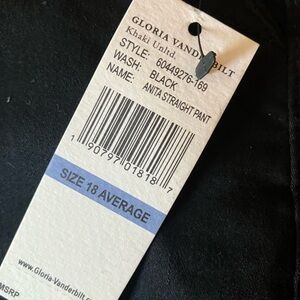 GLORIA VANDERBILT
Khaki Unltd.
STYLE: 60449276-169
WASH: BLACK
NAME: ANITA STRAIGHT PANT
1 90797 01818 7
SIZE 18 AVERAGE
www.Gloria-Vanderbilt.
MSRP